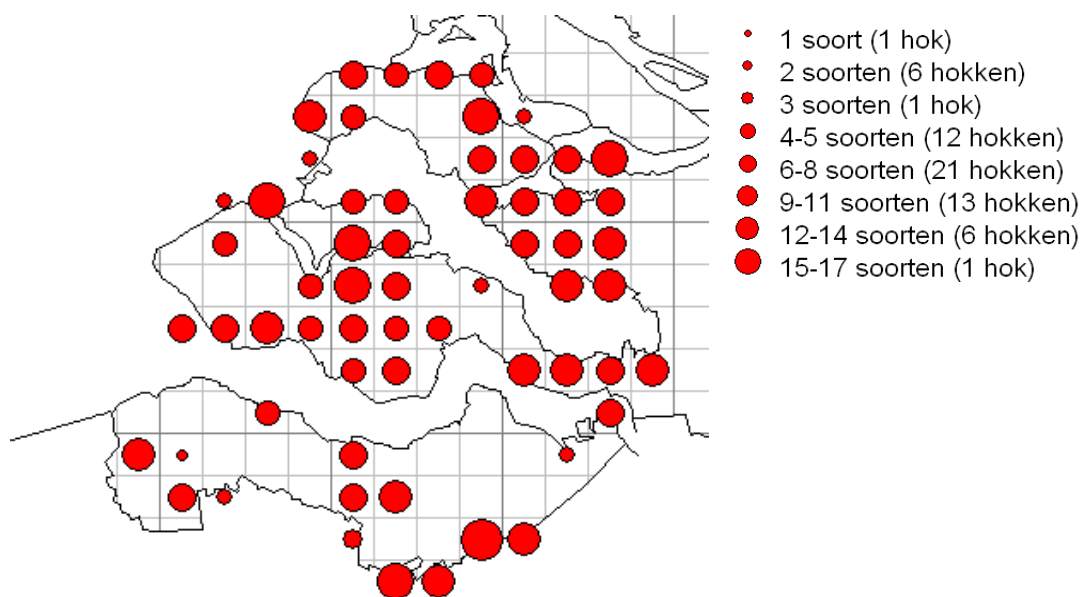 1 soort (1 hok)
2 soorten (6 hokken)
3 soorten (1 hok)
4-5 soorten (12 hokken)
6-8 soorten (21 hokken)
9-11 soorten (13 hokken)
12-14 soorten (6 hokken)
15-17 soorten (1 hok)